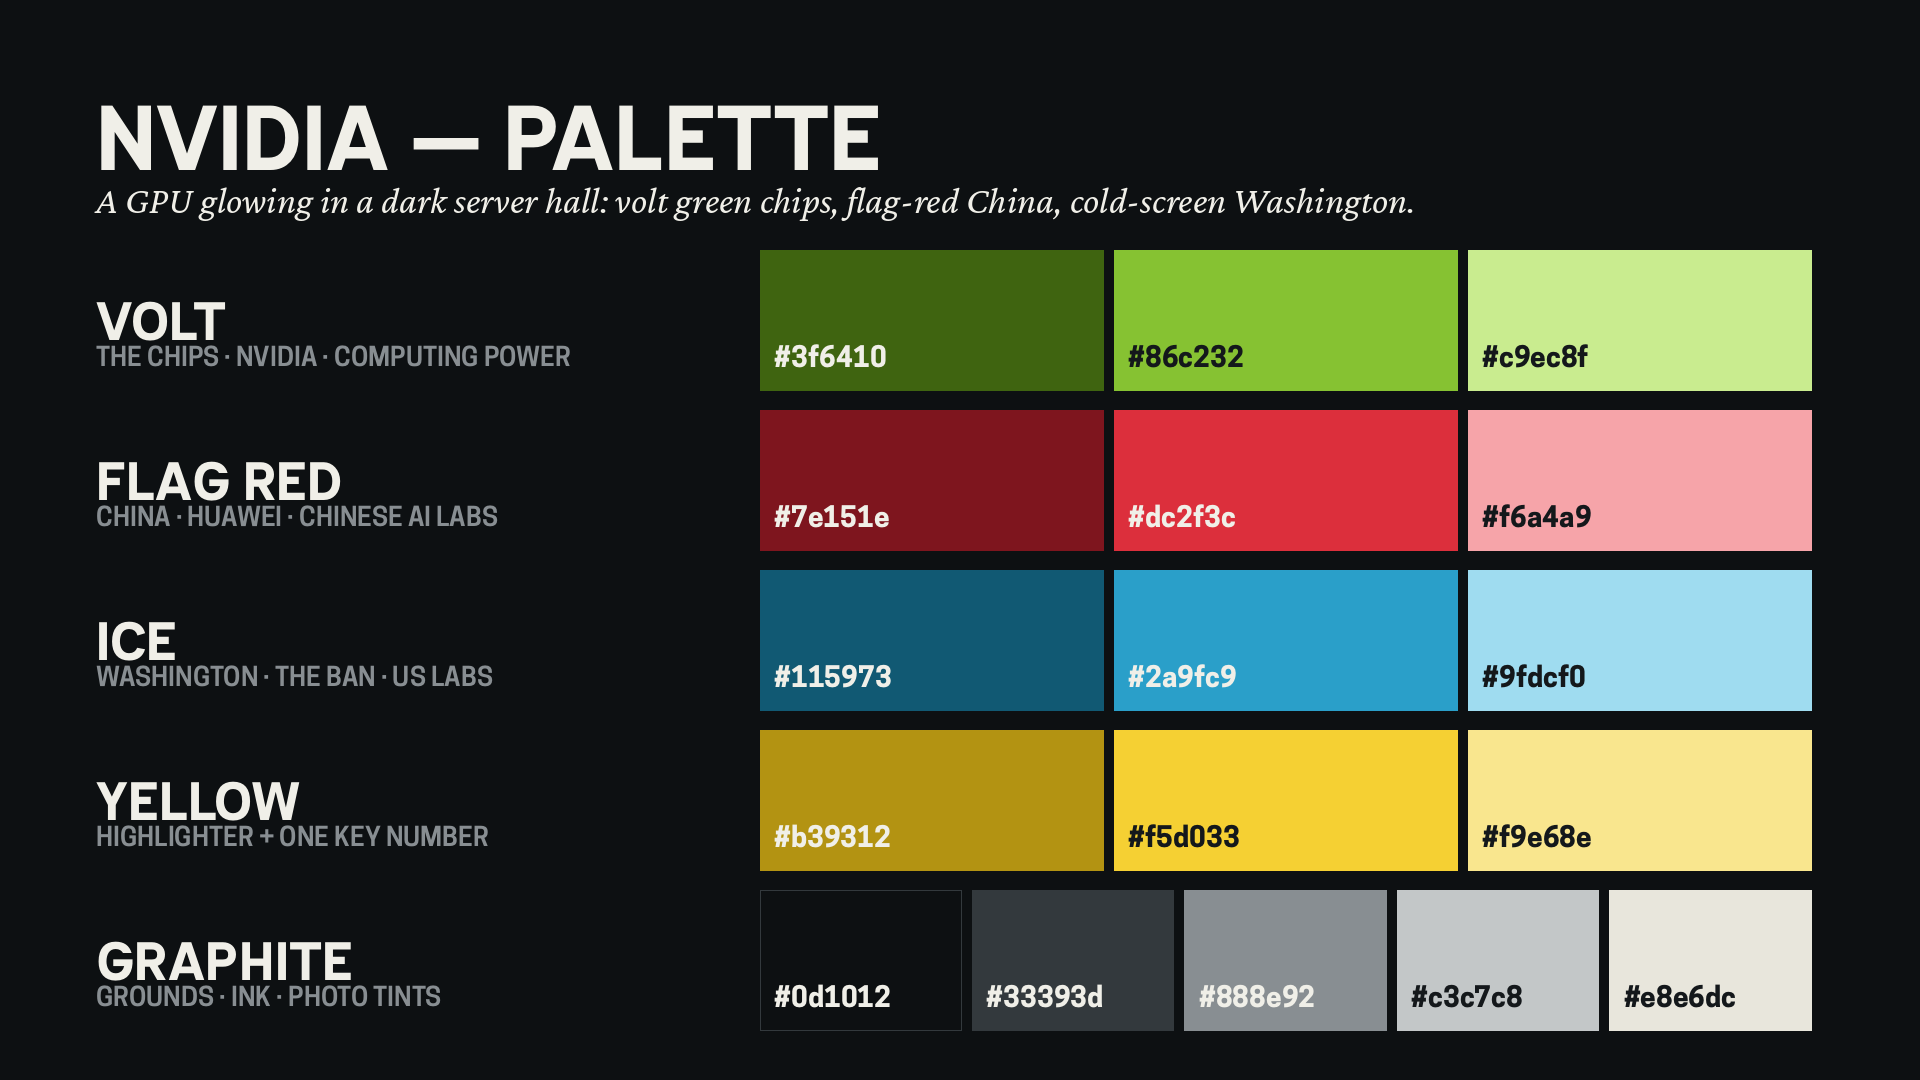 NVIDIA — PALETTE
A GPU glowing in a dark server hall: volt green chips, flag-red China, cold-screen Washington.
VOLT
THE CHIPS · NVIDIA · COMPUTING POWER
#3f6410
#86c232
#c9ec8f
FLAG RED
CHINA · HUAWEI · CHINESE AI LABS
#7e151e
#dc2f3c
#f6a4a9
ICE
WASHINGTON · THE BAN · US LABS
#115973
#2a9fc9
#9fdcf0
YELLOW
HIGHLIGHTER + ONE KEY NUMBER
#b39312
#f5d033
#f9e68e
GRAPHITE
GROUNDS · INK · PHOTO TINTS
#0d1012
#33393d
#888e92
#c3c7c8
#e8e6dc